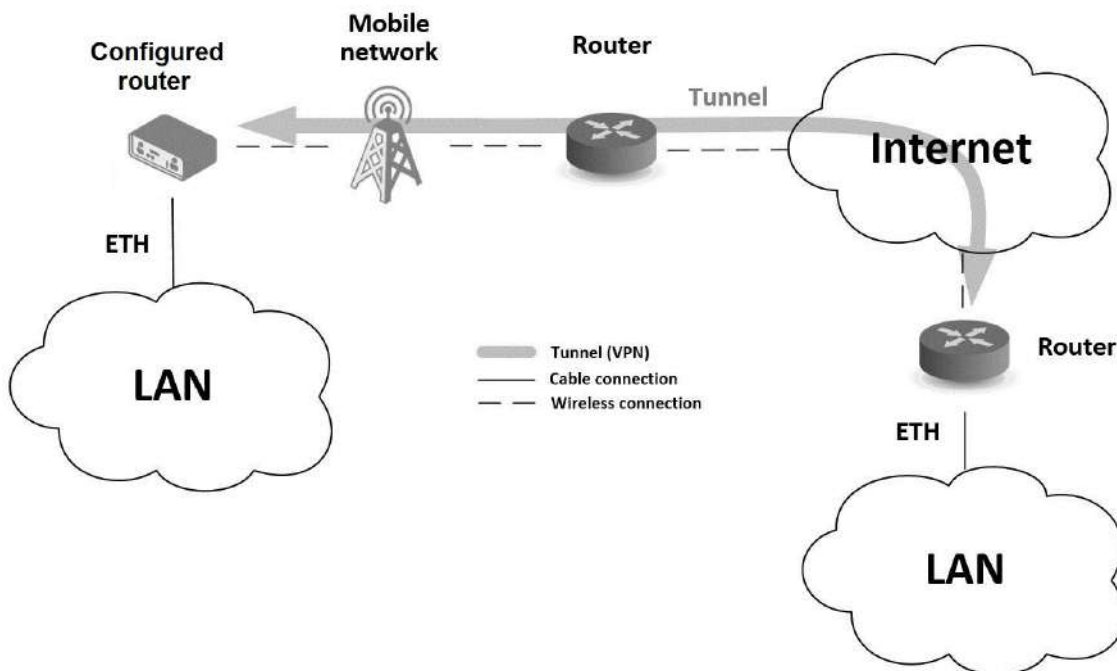 Configured
router
Mobile
network
Router
Tunnel
Internet
ETH
LAN
Tunnel (VPN)
Cable connection
Wireless connection
Router
ETH
LAN